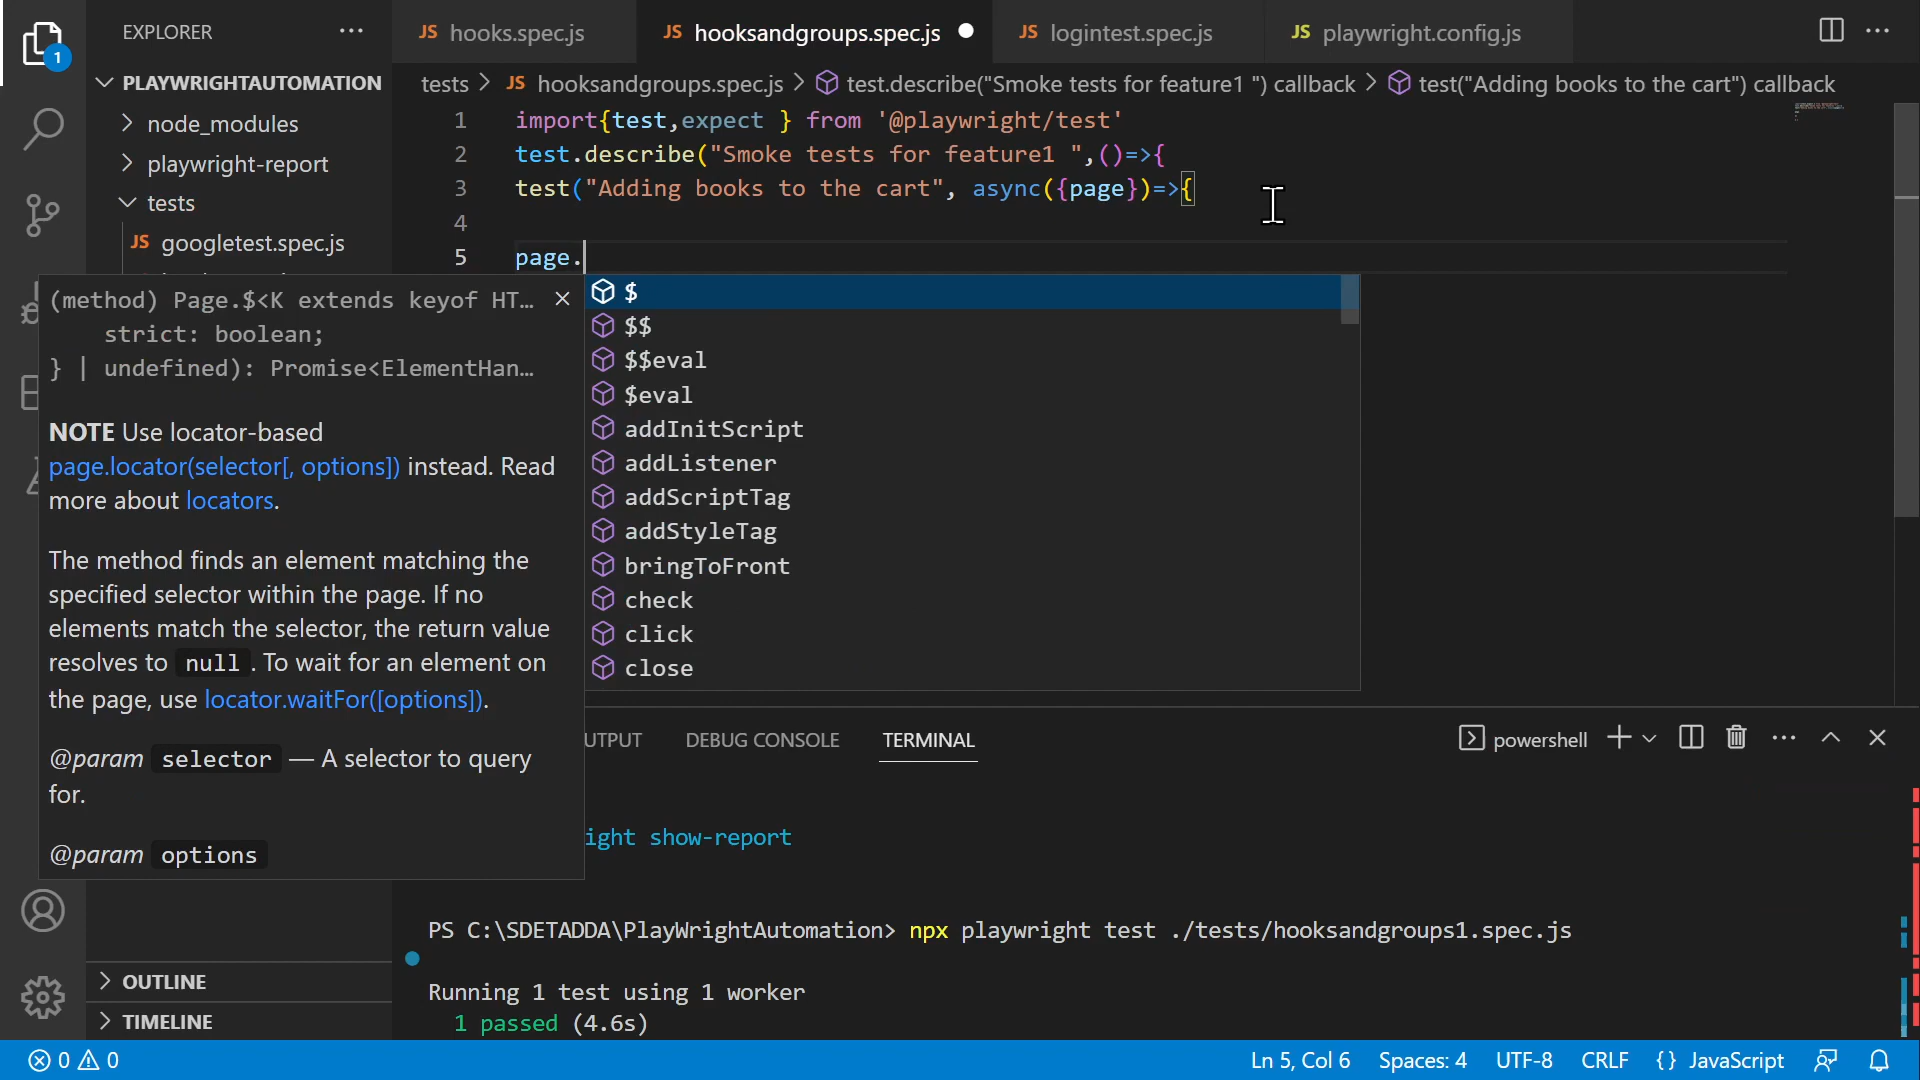 EXPLORER
hooks.spec.js
JS hooksandgroups.spec.js
JS logintest.spec.js
JS playwright.config.js
1
PLAYWRIGHTAUTOMATION
node_modules
playwright-report
tests
JS googletest.spec.js
tests > JS hooksandgroups.spec.js > test.describe("Smoke tests for feature1 ") callback > test("Adding books to the cart") callback
1 import{test,expect } from '@playwright/test'
2 test.describe("Smoke tests for feature1 ",()=>{
3 test("Adding books to the cart", async({page})=>{
4
5 page.
(method) Page.$<K extends keyof HT...
strict: boolean;
} | undefined): Promise<ElementHan...
NOTE Use locator-based
page.locator(selector[, options]) instead. Read
more about locators.
The method finds an element matching the
specified selector within the page. If no
elements match the selector, the return value
resolves to null . To wait for an element on
the page, use locator.waitFor([options]).
@param selector — A selector to query
for.
@param options
$
$$
$$eval
$eval
addInitScript
addListener
addScriptTag
addStyleTag
bringToFront
check
click
close
UTPUT
DEBUG CONSOLE
TERMINAL
powershell
ight show-report
PS C:\SDETADDA\PlayWrightAutomation> npx playwright test ./tests/hooksandgroups1.spec.js
Running 1 test using 1 worker
1 passed (4.6s)
OUTLINE
TIMELINE
0 0
Ln 5, Col 6
Spaces: 4
UTF-8
CRLF
{ } JavaScript